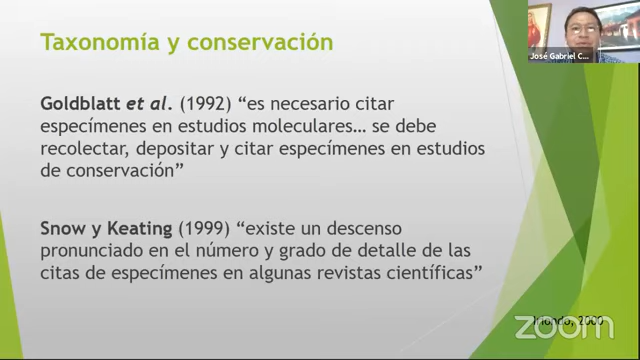 Taxonomía y conservación
José Gabriel C...
Goldblatt et al. (1992) “es necesario citar
especímenes en estudios moleculares… se debe
recolectar, depositar y citar especímenes en estudios
de conservación”
Snow y Keating (1999) “existe un descenso
pronunciado en el número y grado de detalle de las
citas de especímenes en algunas revistas científicas”
2000
zoom